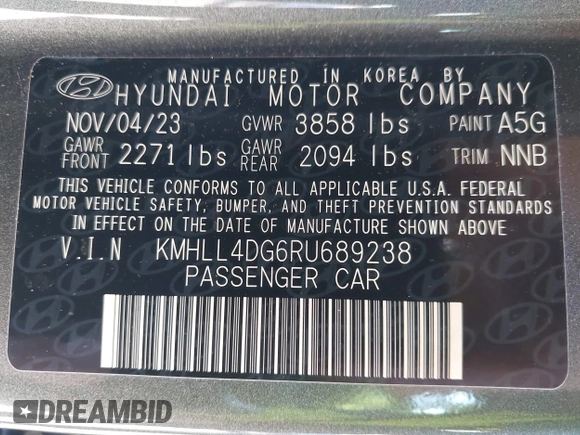 MANUFACTURED IN KOREA BY
HYUNDAI MOTOR COMPANY
NOV/04/23 GVWR 3858 lbs PAINT A5G
GAWR FRONT 2271 lbs GAWR REAR 2094 lbs TRIM NNB
THIS VEHICLE CONFORMS TO ALL APPLICABLE U.S.A. FEDERAL
MOTOR VEHICLE SAFETY, BUMPER, AND THEFT PREVENTION STANDARDS
IN EFFECT ON THE DATE OF MANUFACTURE SHOWN ABOVE.
V.I.N KMHLL4DG6RU689238
PASSENGER CAR
DREAMBID